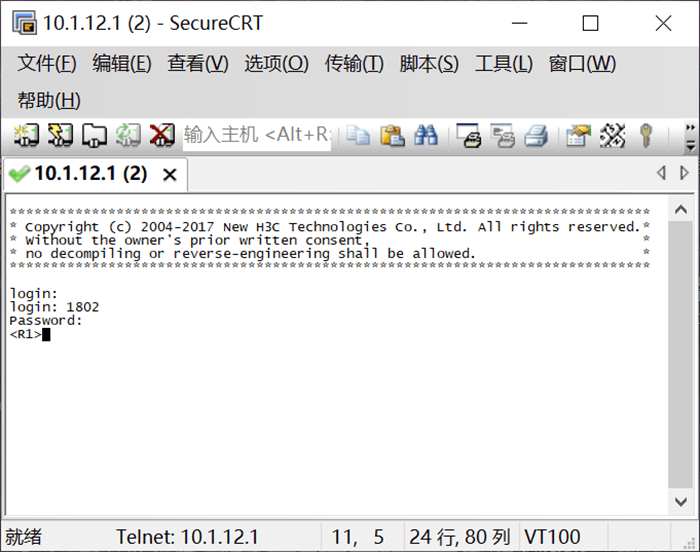 10.1.12.1 (2) - SecureCRT
文件(F) 编辑(E) 查看(V) 选项(O) 传输(T) 脚本(S) 工具(L) 窗口(W)
帮助(H)
输入主机 <Alt+R>
10.1.12.1 (2)
******************************************************************************
* Copyright (c) 2004-2017 New H3C Technologies Co., Ltd. All rights reserved.*
* Without the owner's prior written consent, *
* no decompiling or reverse-engineering shall be allowed. *
******************************************************************************
login:
login: 1802
Password:
<R1>
就绪 Telnet: 10.1.12.1 11, 5 24 行, 80 列 VT100